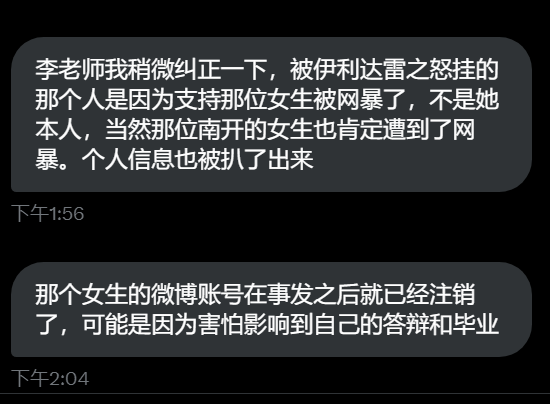 李老师我稍微纠正一下，被伊利达雷之怒挂的
那个人是因为支持那位女生被网暴了，不是她
本人，当然那位南开的女生也肯定遭到了网
暴。个人信息也被扒了出来
下午1:56
那个女生的微博账号在事发之后就已经注销
了，可能是因为害怕影响到自己的答辩和毕业
下午2:04